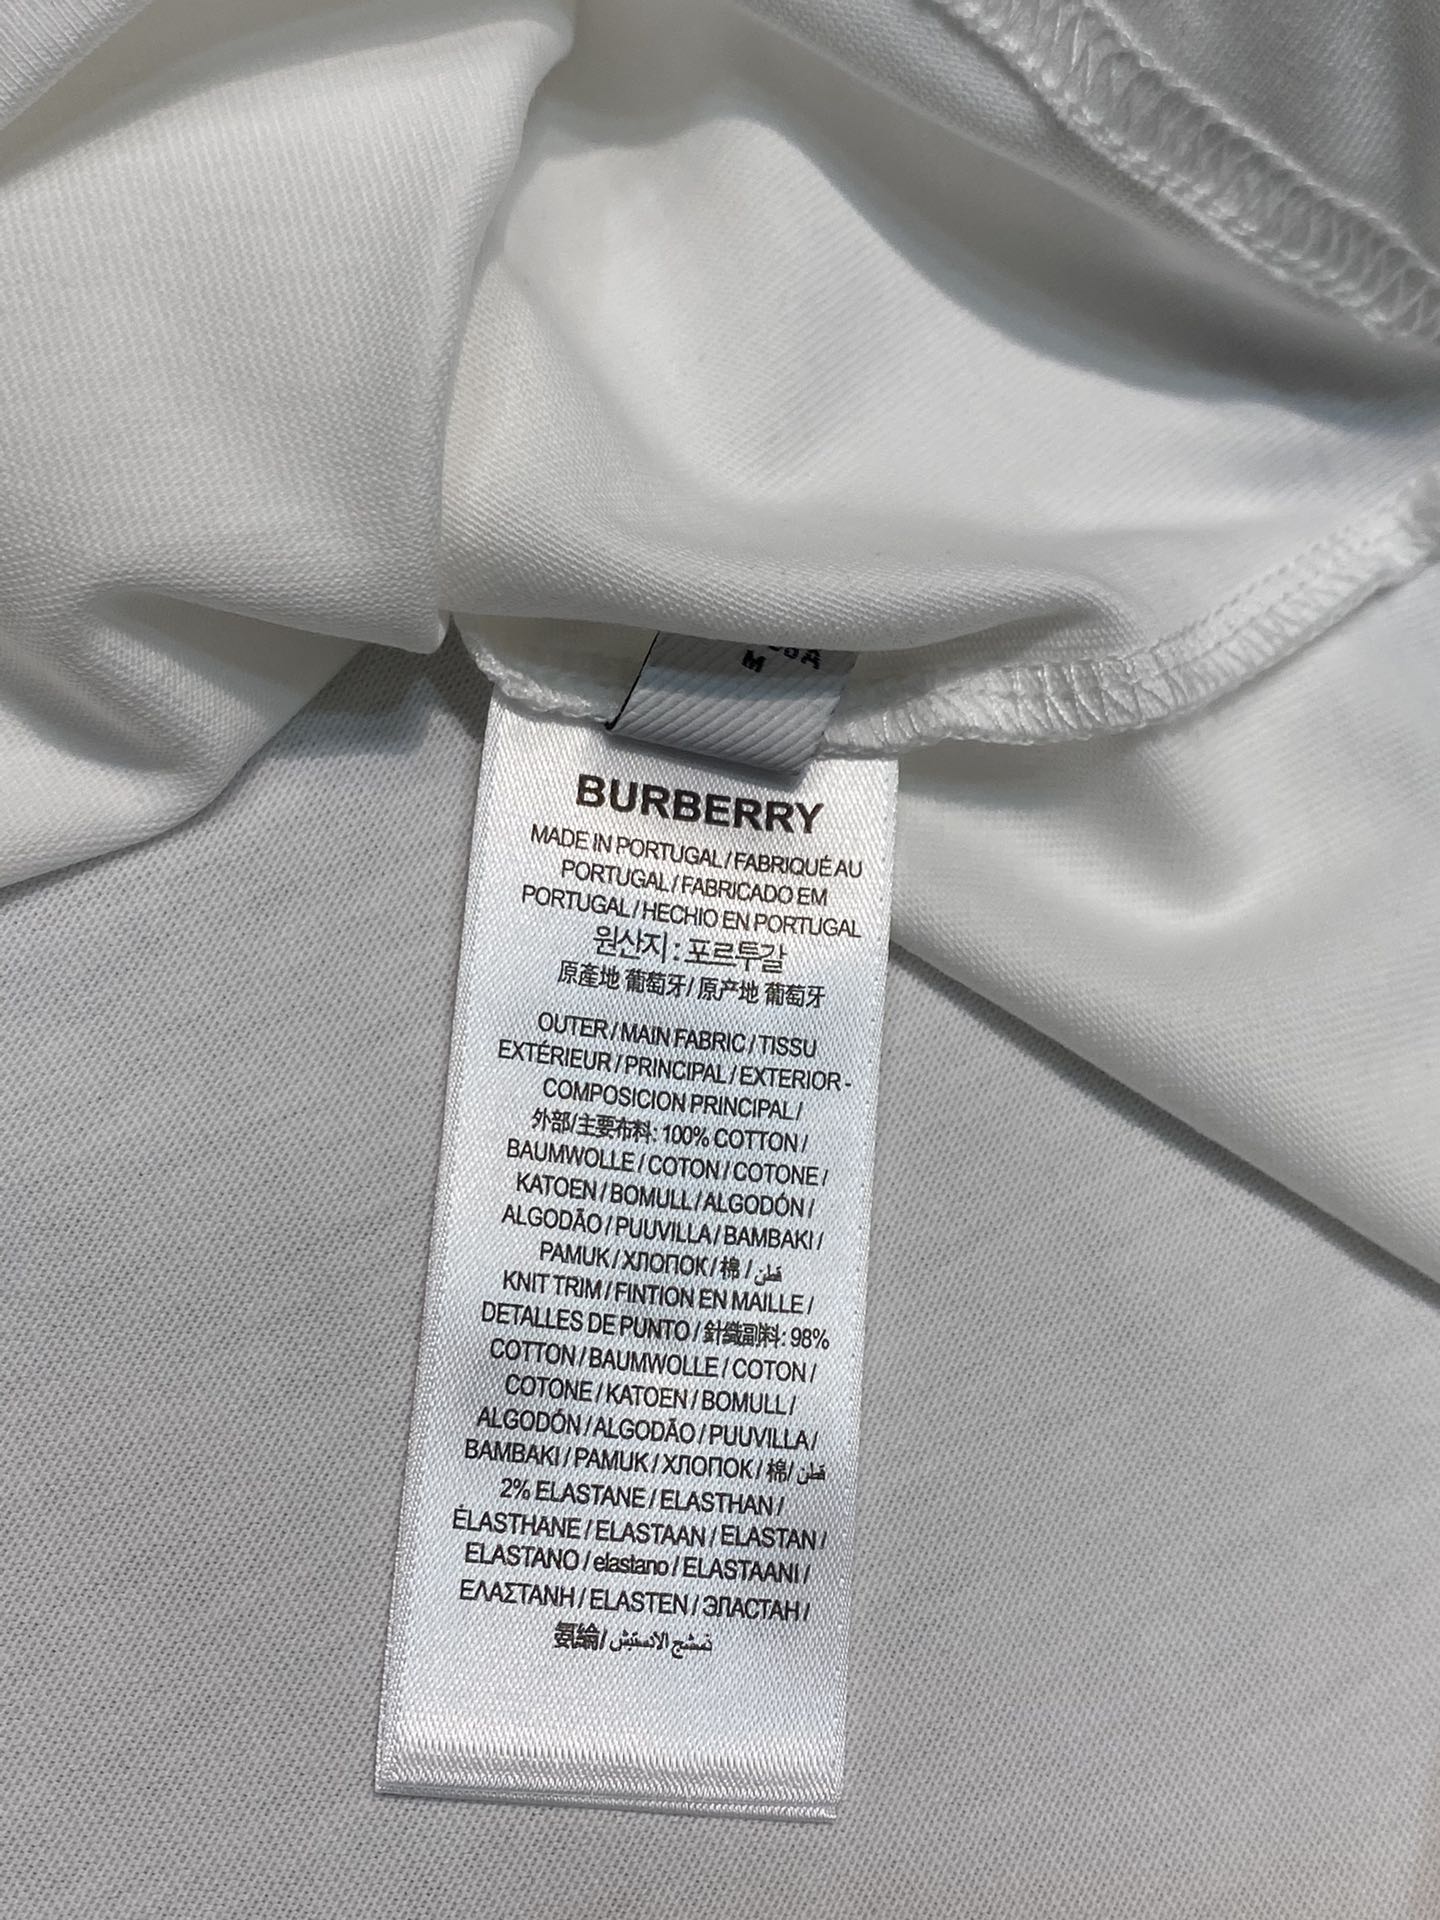 M
BURBERRY
MADE IN PORTUGAL/FABRIQUÉ AU
PORTUGAL/FABRICADO EM
PORTUGAL/HECHIO EN PORTUGAL
원산지 : 포르투갈
原產地 葡萄牙/ 原产地 葡萄牙
OUTER/MAIN FABRIC/TISSU
EXTÉRIEUR/PRINCIPAL/EXTERIOR-
COMPOSICION PRINCIPAL/
外部/主要布料: 100% COTTON/
BAUMWOLLE/COTON/COTONE/
KATOEN/BOMULL/ALGODÓN/
ALGODÃO/PUUVILLA/BAMBAKI/
PAMUK/ХЛОПОК/棉/قطن
KNIT TRIM/FINTION EN MAILLE/
DETALLES DE PUNTO/針織副料: 98%
COTTON/BAUMWOLLE/COTON/
COTONE/KATOEN/BOMULL/
ALGODÓN/ALGODÃO/PUUVILLA/
BAMBAKI/PAMUK/ХЛОПОК/棉/قطن
2% ELASTANE/ELASTHAN/
ÉLASTHANE/ELASTAAN/ELASTAN/
ELASTANO/elastano/ELASTAANI/
ΕΛΑΣΤΑΝΗ/ELASTEN/ЭЛАСТАН/
氨綸/